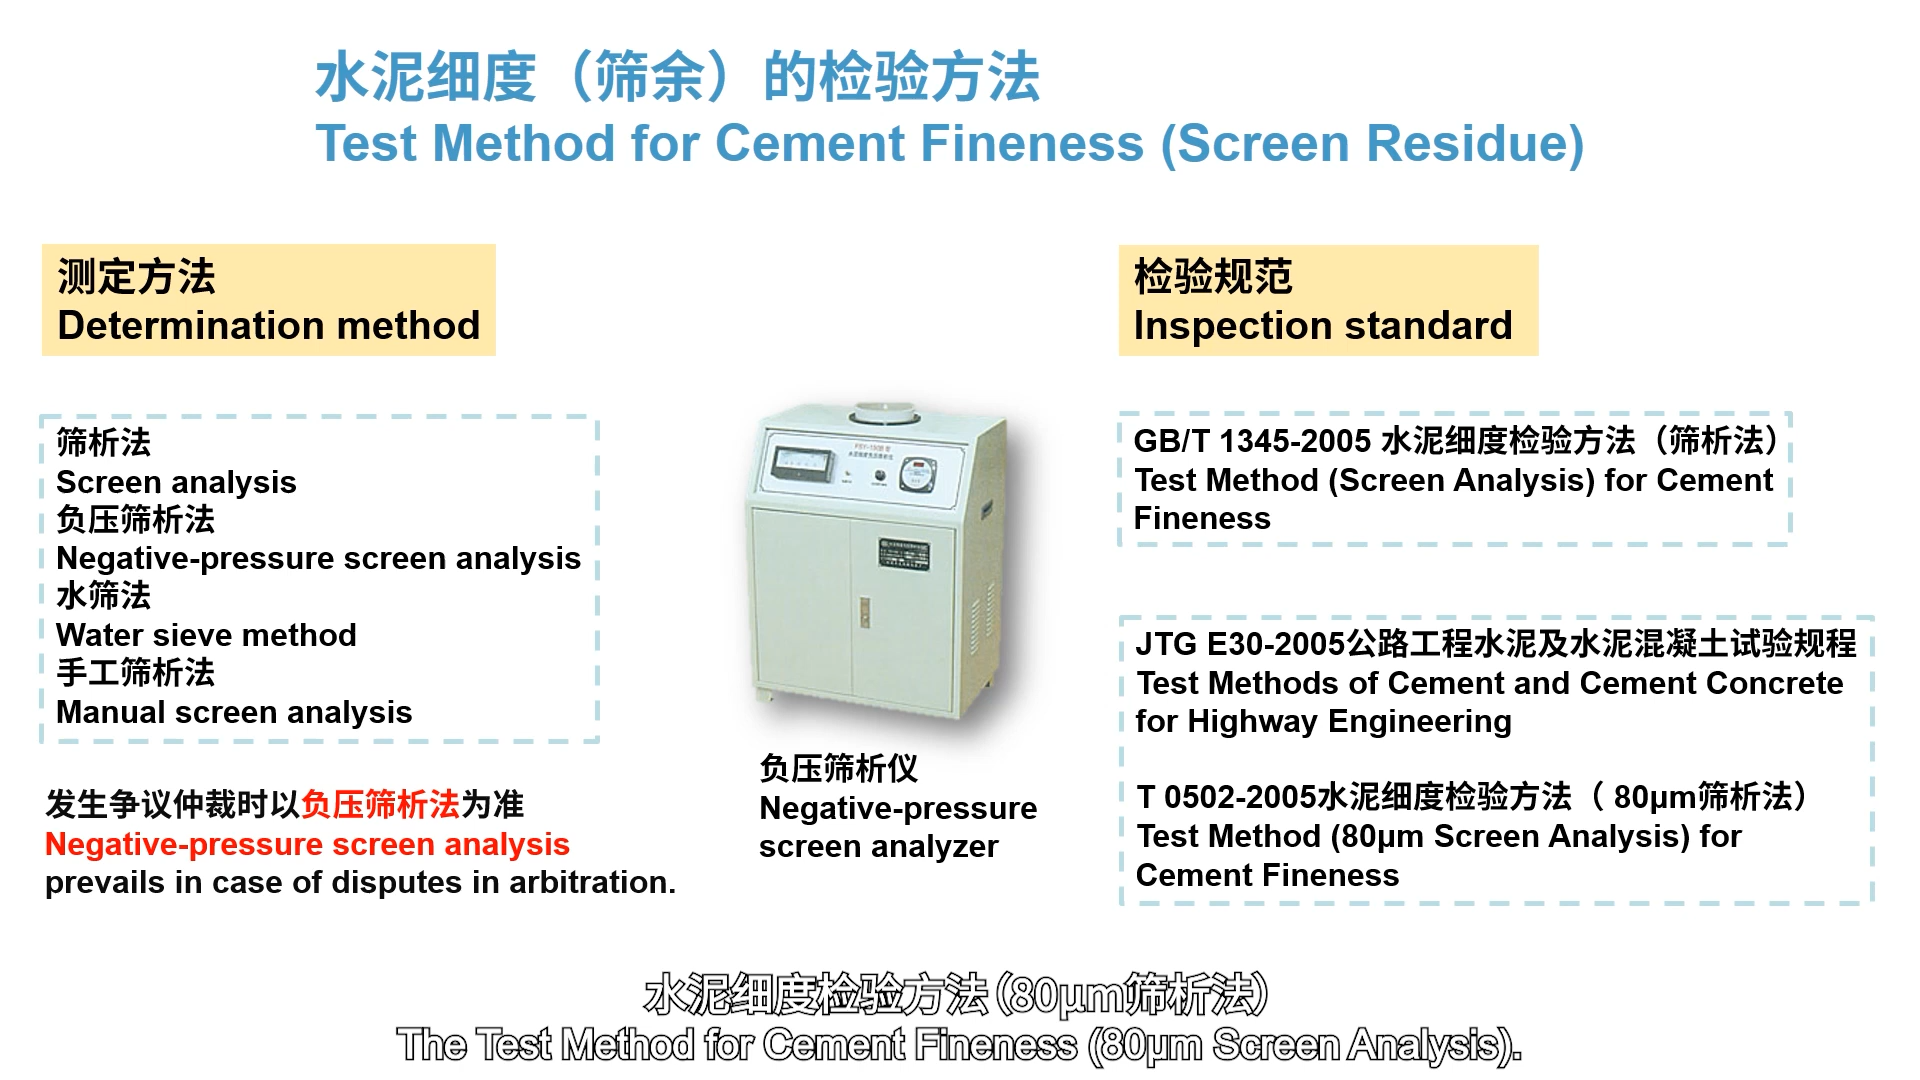 水泥细度（筛余）的检验方法
Test Method for Cement Fineness (Screen Residue)
测定方法
Determination method
筛析法
Screen analysis
负压筛析法
Negative-pressure screen analysis
水筛法
Water sieve method
手工筛析法
Manual screen analysis
发生争议仲裁时以负压筛析法为准
Negative-pressure screen analysis
prevails in case of disputes in arbitration.
负压筛析仪
Negative-pressure
screen analyzer
检验规范
Inspection standard
GB/T 1345-2005 水泥细度检验方法（筛析法）
Test Method (Screen Analysis) for Cement
Fineness
JTG E30-2005公路工程水泥及水泥混凝土试验规程
Test Methods of Cement and Cement Concrete
for Highway Engineering
T 0502-2005水泥细度检验方法（ 80μm筛析法）
Test Method (80μm Screen Analysis) for
Cement Fineness
水泥细度检验方法(80μm筛析法)
The Test Method for Cement Fineness (80μm Screen Analysis).